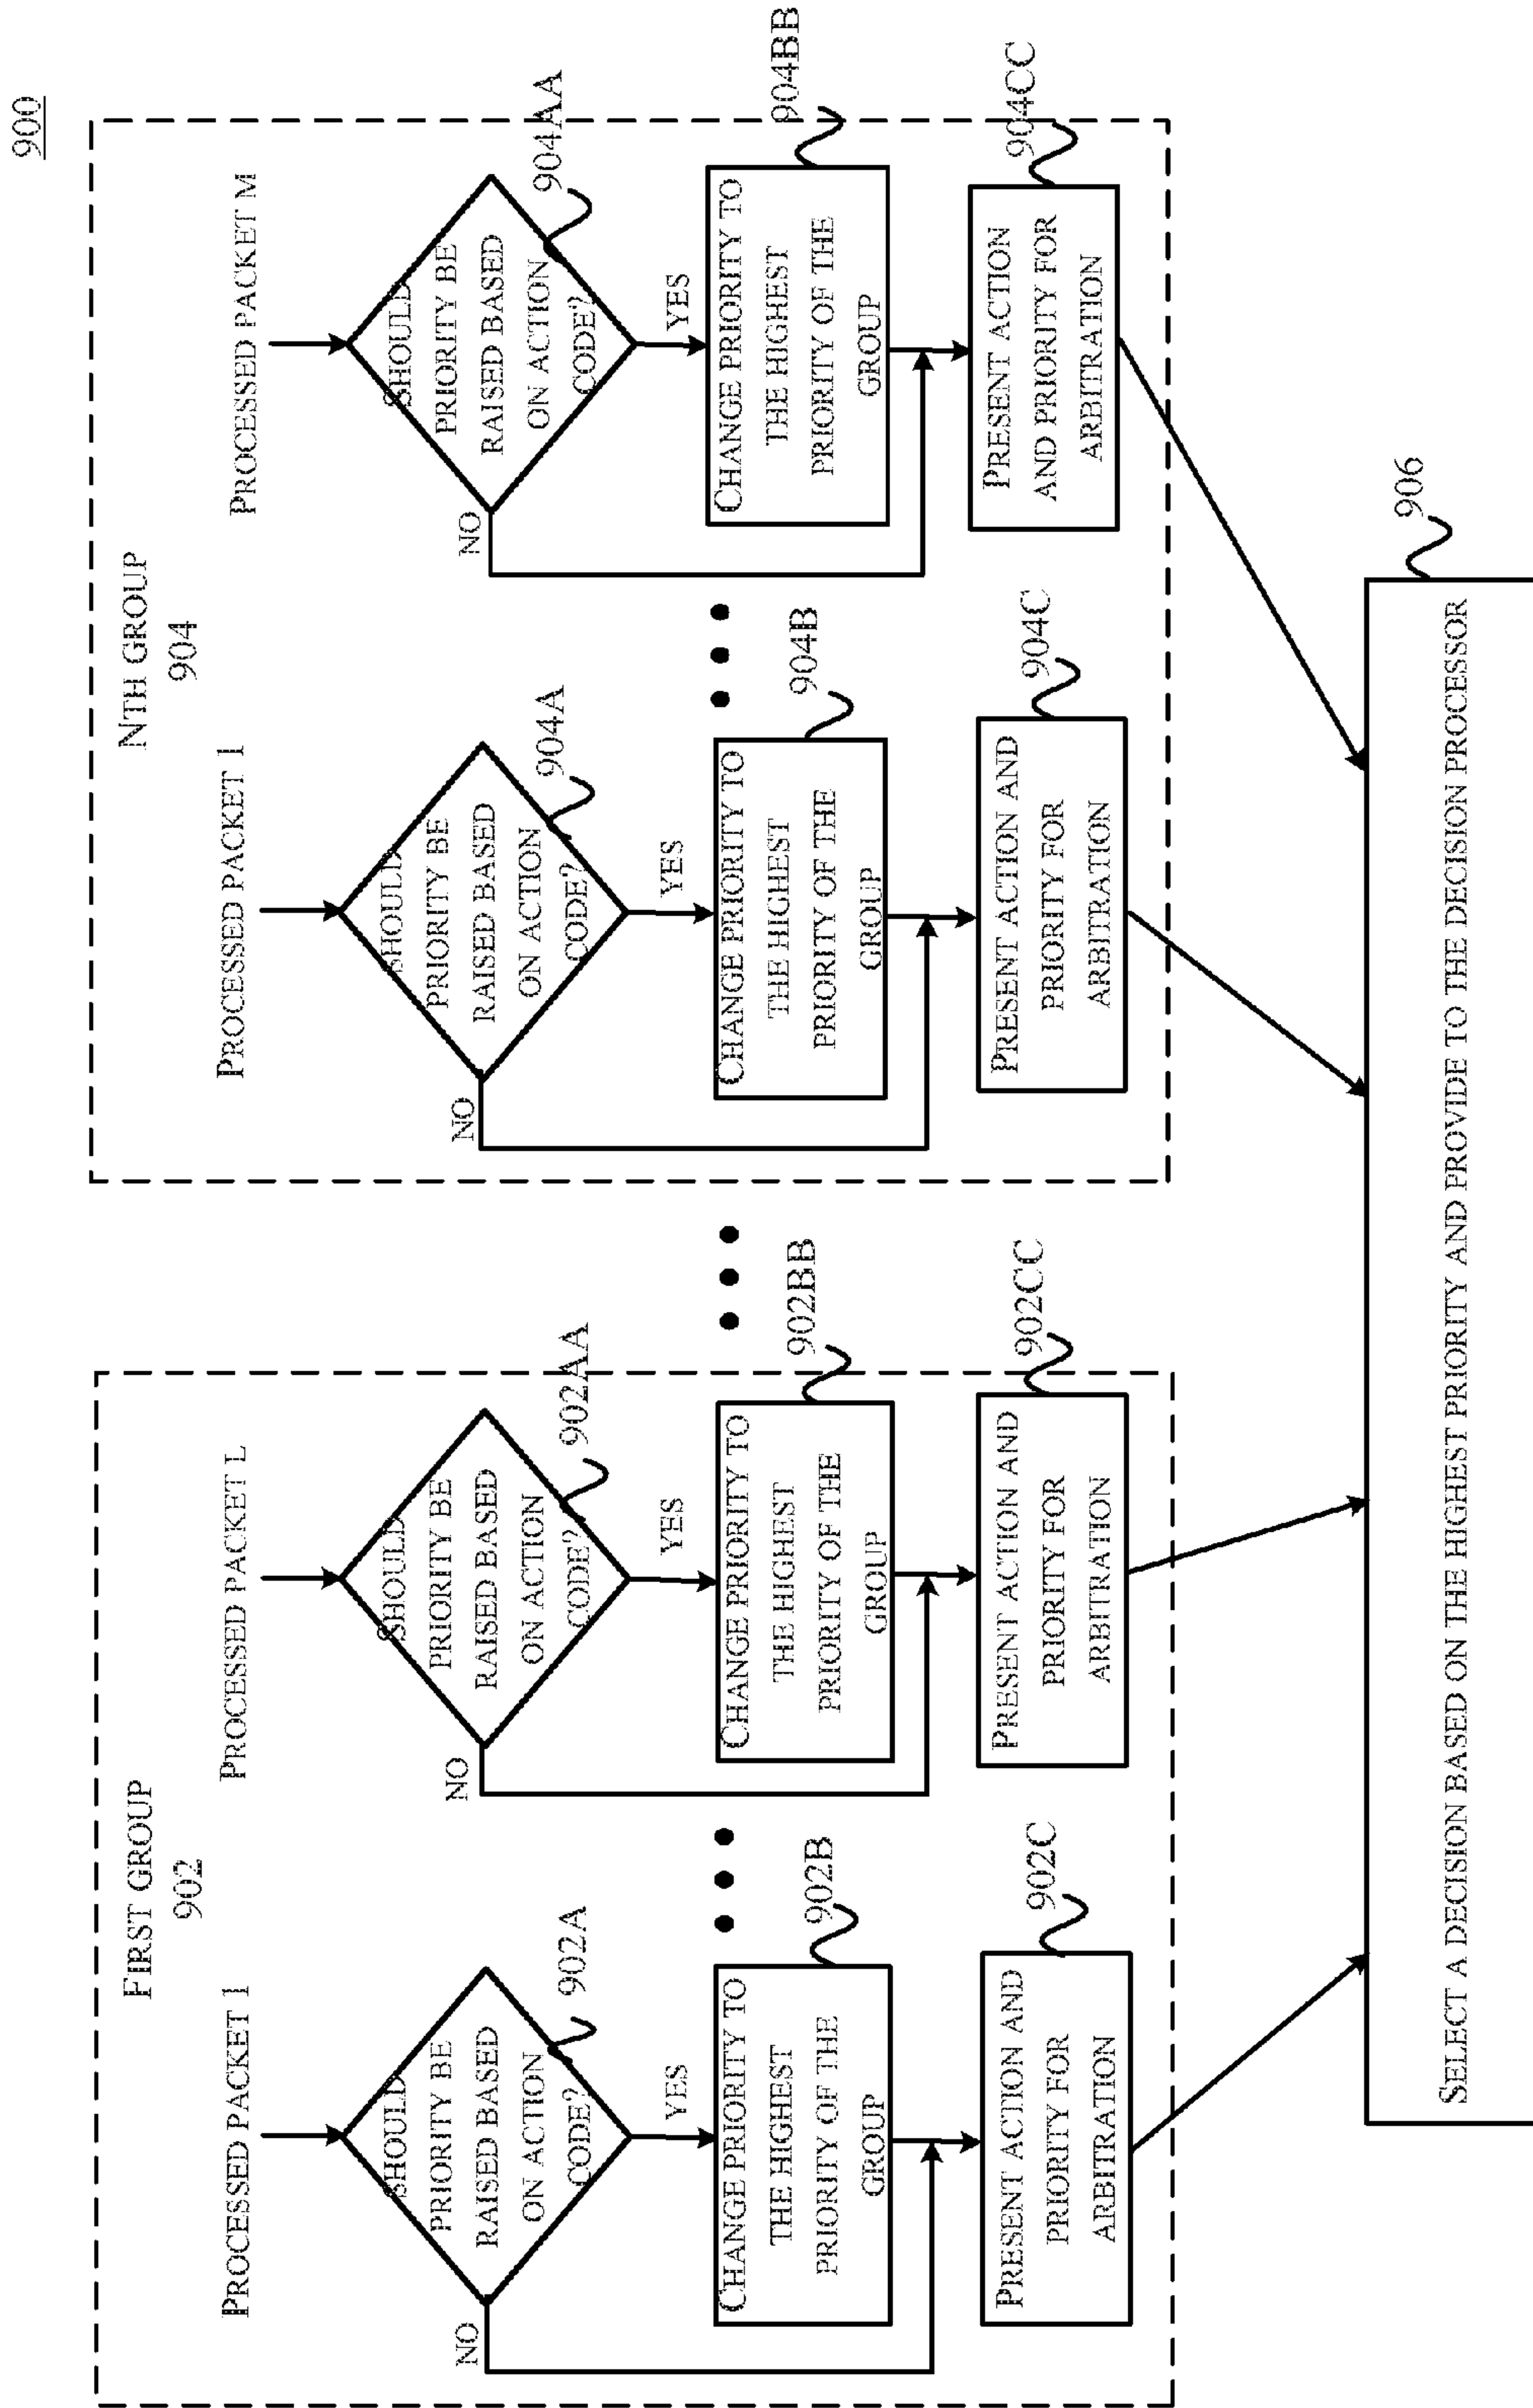 900
FIRST GROUP
902
PROCESSED PACKET 1
SHOULD
PRIORITY BE
RAISED BASED
ON ACTION
CODE?
902A
NO
YES
CHANGE PRIORITY TO
THE HIGHEST
PRIORITY OF THE
GROUP
902B
PRESENT ACTION AND
PRIORITY FOR
ARBITRATION
902C
PROCESSED PACKET L
SHOULD
PRIORITY BE
RAISED BASED
ON ACTION
CODE?
902AA
NO
YES
CHANGE PRIORITY TO
THE HIGHEST
PRIORITY OF THE
GROUP
902BB
PRESENT ACTION AND
PRIORITY FOR
ARBITRATION
902CC
NTH GROUP
904
PROCESSED PACKET 1
SHOULD
PRIORITY BE
RAISED BASED
ON ACTION
CODE?
904A
NO
YES
CHANGE PRIORITY TO
THE HIGHEST
PRIORITY OF THE
GROUP
904B
PRESENT ACTION AND
PRIORITY FOR
ARBITRATION
904C
PROCESSED PACKET M
SHOULD
PRIORITY BE
RAISED BASED
ON ACTION
CODE?
904AA
NO
YES
CHANGE PRIORITY TO
THE HIGHEST
PRIORITY OF THE
GROUP
904BB
PRESENT ACTION
AND PRIORITY FOR
ARBITRATION
904CC
906
SELECT A DECISION BASED ON THE HIGHEST PRIORITY AND PROVIDE TO THE DECISION PROCESSOR